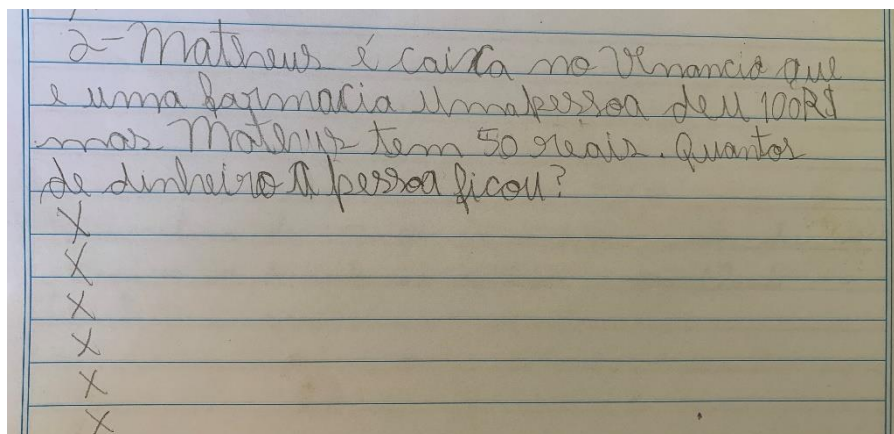 2-Matheus é caixa no Venancio que
e uma farmacia Uma pessoa deu 100R$
mas Matheus tem 50 reais. Quantos
de dinheiro a pessoa ficou?
X
X
X
X
X
X